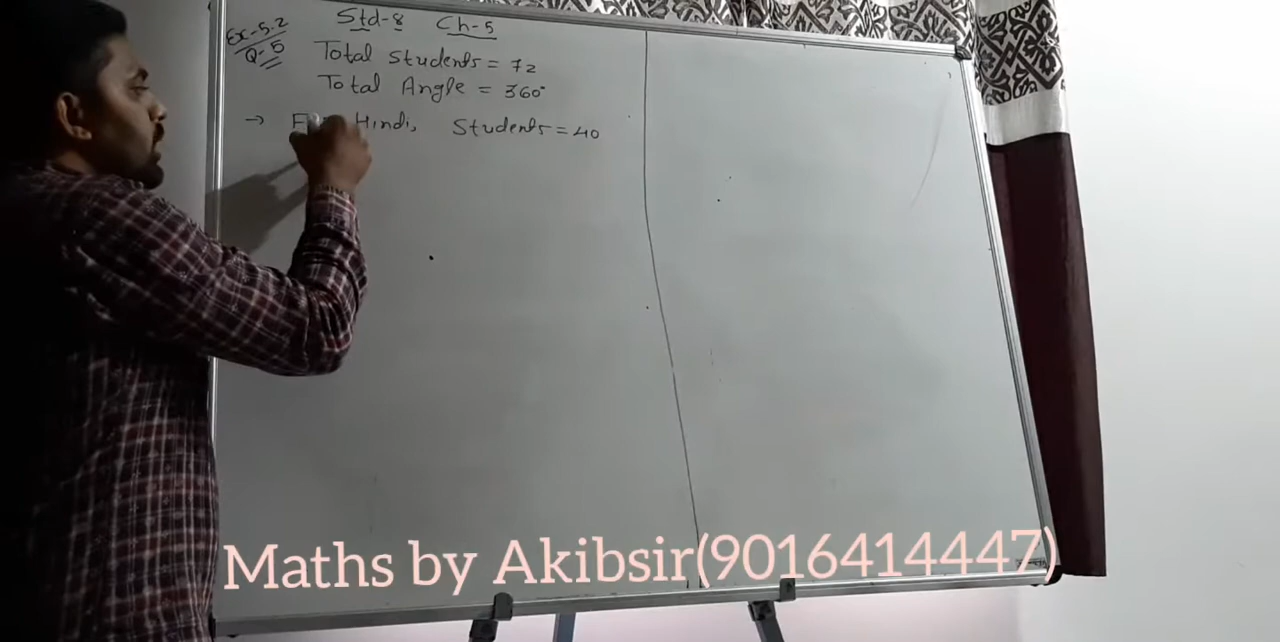 Ex-5.2
Q-5
Std-8 Ch-5
Total Students = 72
Total Angle = 360°
→ Hindi, Students = 40
Maths by Akibsir(9016414447)